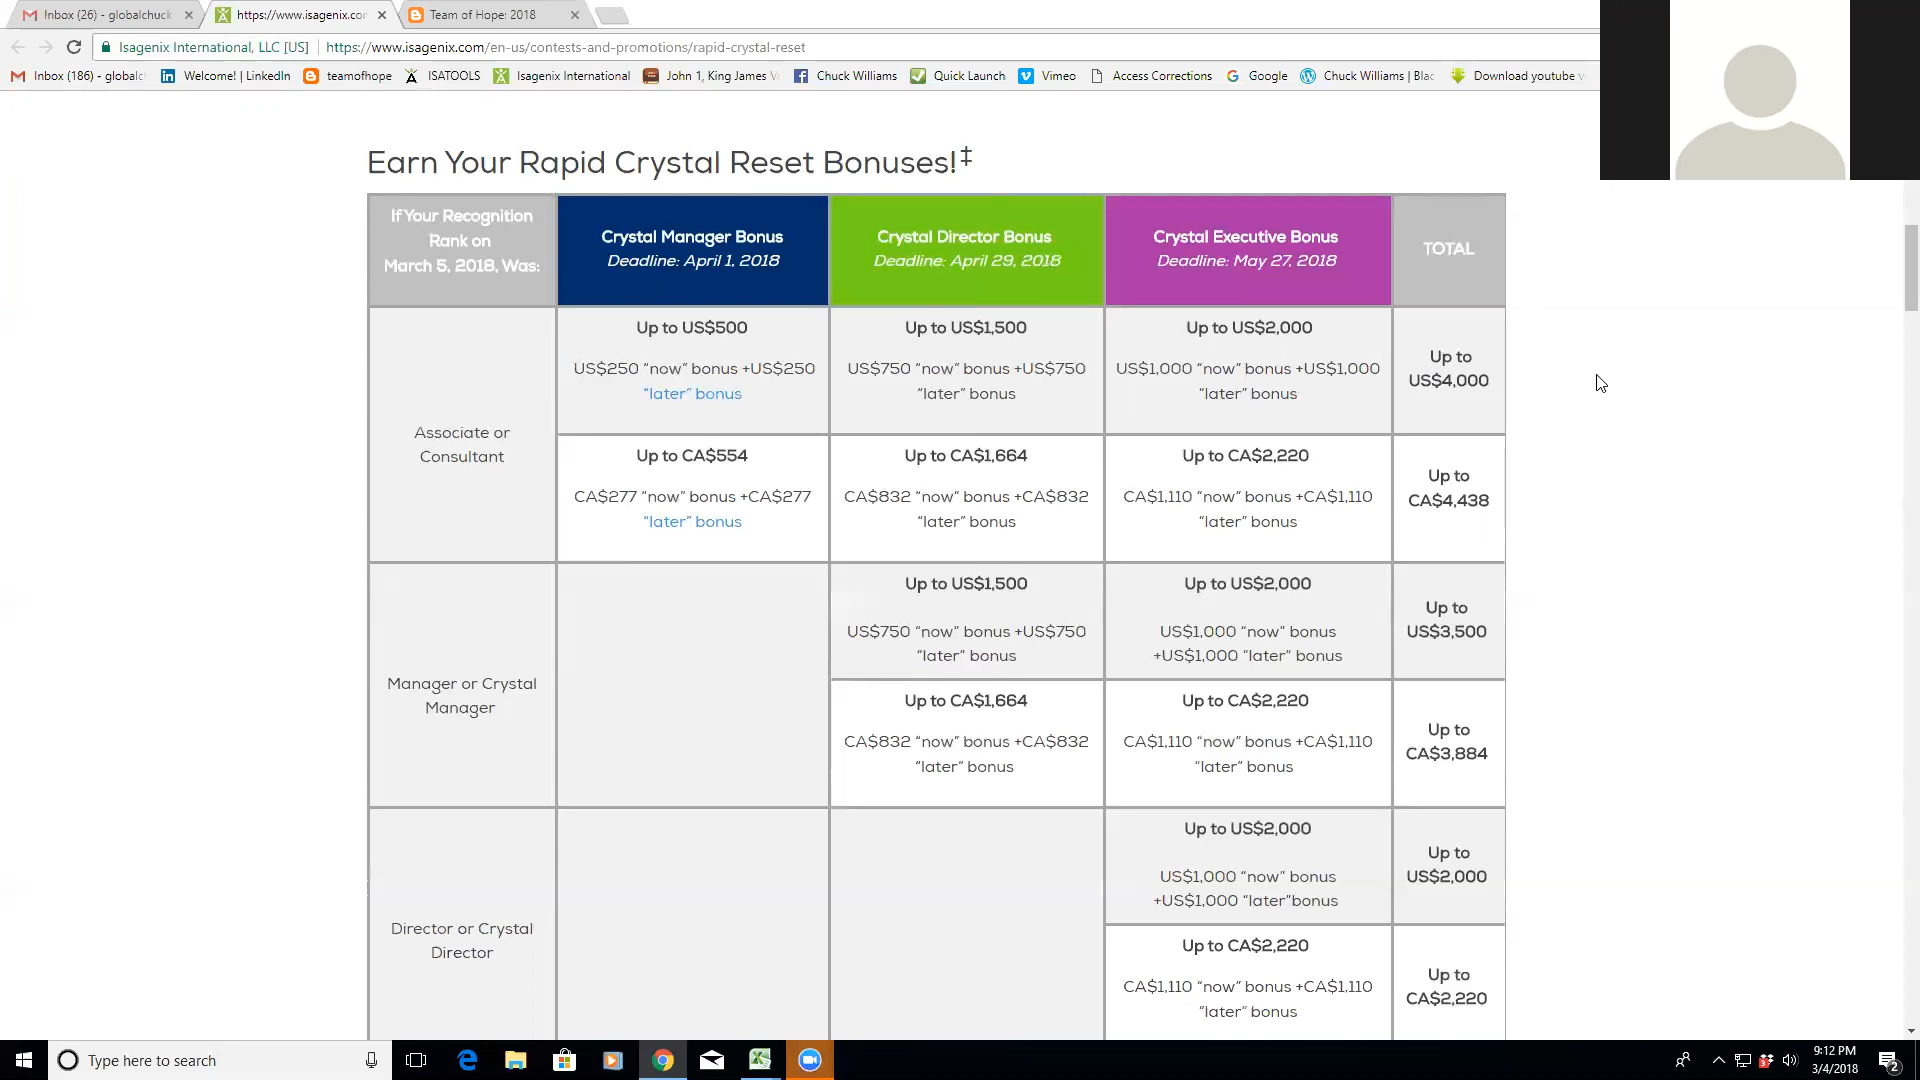 Inbox (26) - globalchuck
https://www.isagenix.co
Team of Hope: 2018
Isagenix International, LLC [US]
https://www.isagenix.com/en-us/contests-and-promotions/rapid-crystal-reset
Inbox (186) - global
Welcome! | LinkedIn
teamofhope
ISATOOLS
Isagenix International
John 1, King James V
Chuck Williams
Quick Launch
Vimeo
Access Corrections
Google
Chuck Williams | Bla
Download youtube v
Earn Your Rapid Crystal Reset Bonuses!‡
If Your Recognition
Rank on
March 5, 2018, Was:
Crystal Manager Bonus
Deadline: April 1, 2018
Crystal Director Bonus
Deadline: April 29, 2018
Crystal Executive Bonus
Deadline: May 27, 2018
TOTAL
Associate or
Consultant
Up to US$500
US$250 “now” bonus +US$250
“later” bonus
Up to US$1,500
US$750 “now” bonus +US$750
“later” bonus
Up to US$2,000
US$1,000 “now” bonus +US$1,000
“later” bonus
Up to
US$4,000
Up to CA$554
CA$277 “now” bonus +CA$277
“later” bonus
Up to CA$1,664
CA$832 “now” bonus +CA$832
“later” bonus
Up to CA$2,220
CA$1,110 “now” bonus +CA$1,110
“later” bonus
Up to
CA$4,438
Manager or Crystal
Manager
Up to US$1,500
US$750 “now” bonus +US$750
“later” bonus
Up to US$2,000
US$1,000 “now” bonus
+US$1,000 “later” bonus
Up to
US$3,500
Up to CA$1,664
CA$832 “now” bonus +CA$832
“later” bonus
Up to CA$2,220
CA$1,110 “now” bonus +CA$1,110
“later” bonus
Up to
CA$3,884
Director or Crystal
Director
Up to US$2,000
US$1,000 “now” bonus
+US$1,000 “later”bonus
Up to
US$2,000
Up to CA$2,220
CA$1,110 “now” bonus +CA$1,110
“later” bonus
Up to
CA$2,220
Type here to search
9:12 PM
3/4/2018
2